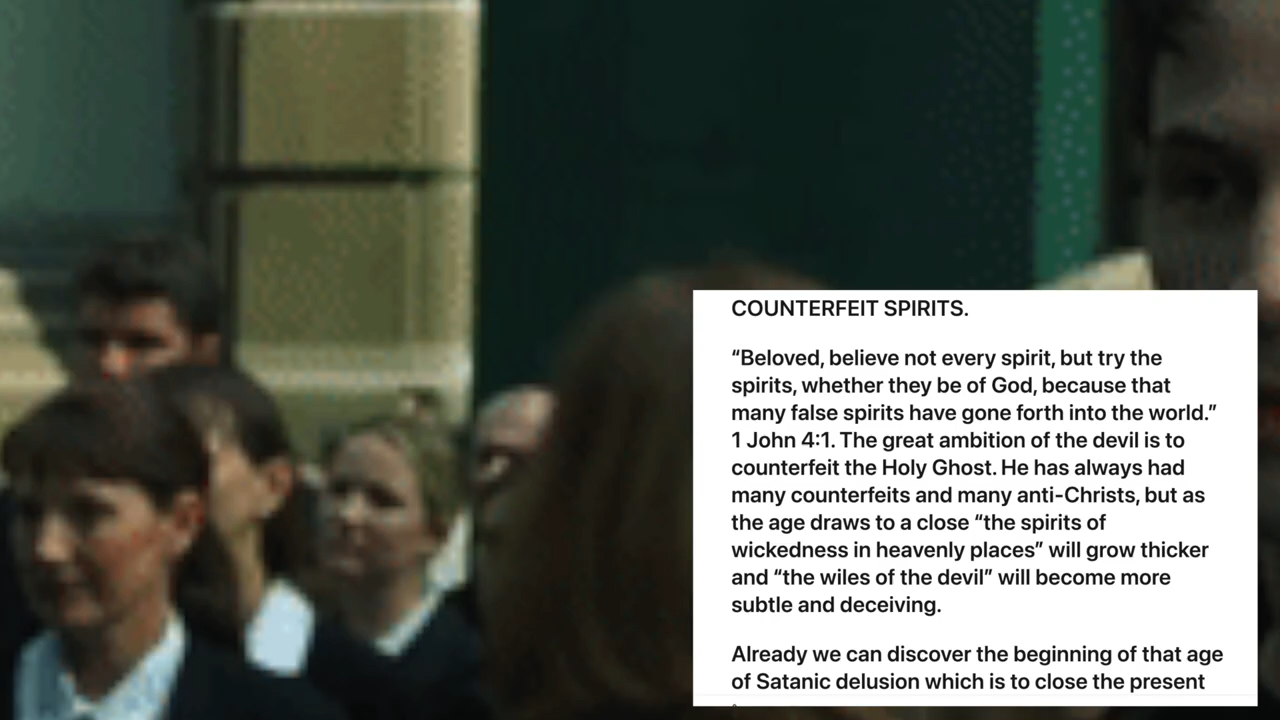 COUNTERFEIT SPIRITS.
“Beloved, believe not every spirit, but try the
spirits, whether they be of God, because that
many false spirits have gone forth into the world.”
1 John 4:1. The great ambition of the devil is to
counterfeit the Holy Ghost. He has always had
many counterfeits and many anti-Christs, but as
the age draws to a close “the spirits of
wickedness in heavenly places” will grow thicker
and “the wiles of the devil” will become more
subtle and deceiving.
Already we can discover the beginning of that age
of Satanic delusion which is to close the present